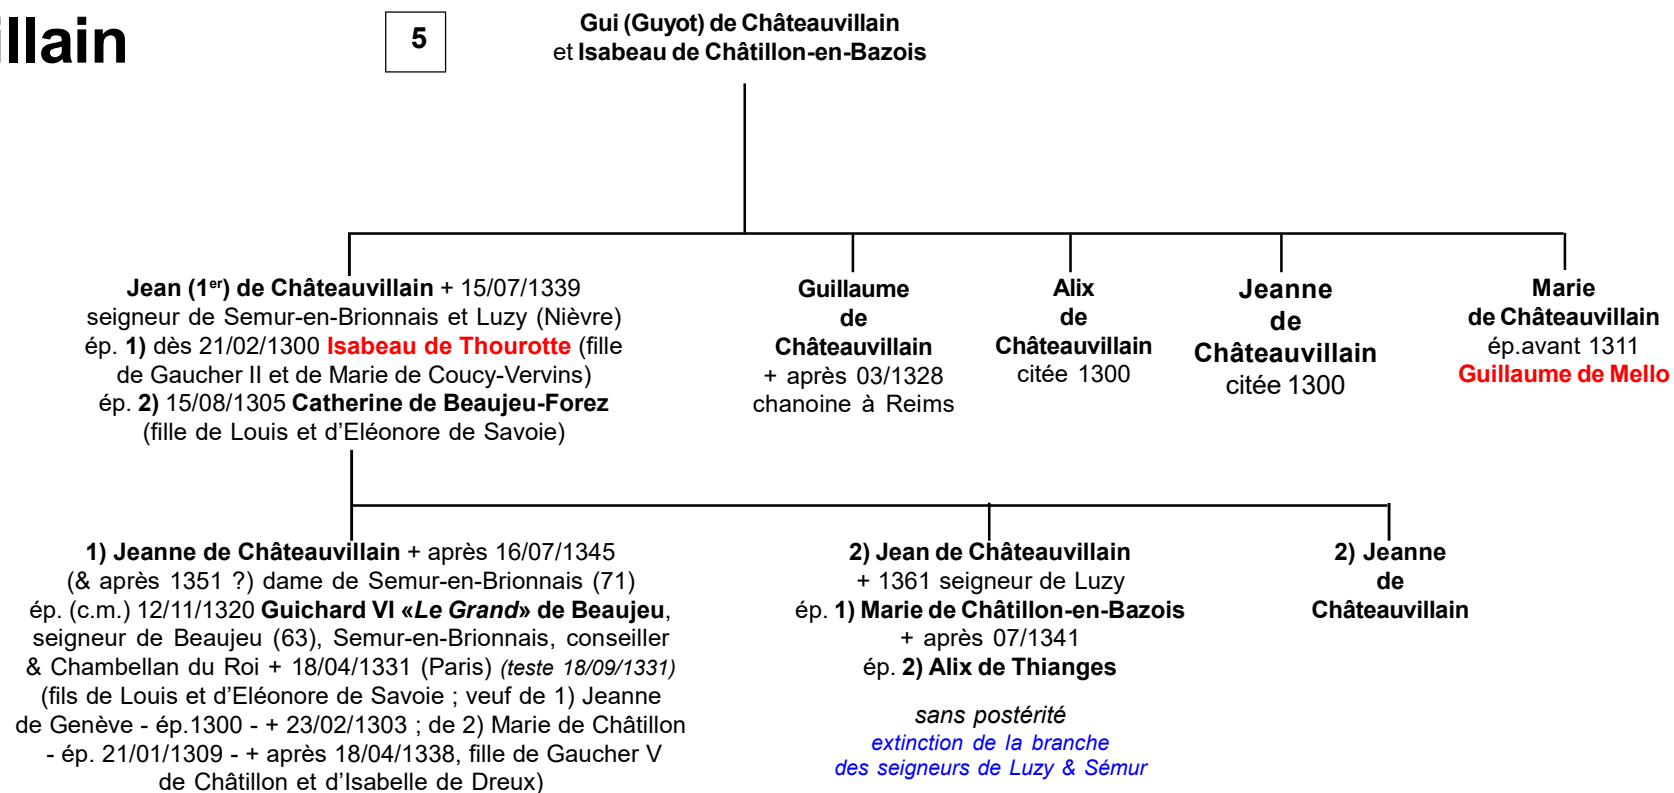 illain
5
Gui (Guyot) de Châteauvillain
et Isabeau de Châtillon-en-Bazois
Jean (1er) de Châteauvillain + 15/07/1339
seigneur de Semur-en-Brionnais et Luzy (Nièvre)
ép. 1) dès 21/02/1300 Isabeau de Thourotte (fille
de Gaucher II et de Marie de Coucy-Vervins)
ép. 2) 15/08/1305 Catherine de Beaujeu-Forez
(fille de Louis et d'Eléonore de Savoie)
Guillaume
de
Châteauvillain
+ après 03/1328
chanoine à Reims
Alix
de
Châteauvillain
citée 1300
Jeanne
de
Châteauvillain
citée 1300
Marie
de Châteauvillain
ép.avant 1311
Guillaume de Mello
1) Jeanne de Châteauvillain + après 16/07/1345
(& après 1351 ?) dame de Semur-en-Brionnais (71)
ép. (c.m.) 12/11/1320 Guichard VI «Le Grand» de Beaujeu,
seigneur de Beaujeu (63), Semur-en-Brionnais, conseiller
& Chambellan du Roi + 18/04/1331 (Paris) (teste 18/09/1331)
(fils de Louis et d'Eléonore de Savoie ; veuf de 1) Jeanne
de Genève - ép.1300 - + 23/02/1303 ; de 2) Marie de Châtillon
- ép. 21/01/1309 - + après 18/04/1338, fille de Gaucher V
de Châtillon et d'Isabelle de Dreux)
2) Jean de Châteauvillain
+ 1361 seigneur de Luzy
ép. 1) Marie de Châtillon-en-Bazois
+ après 07/1341
ép. 2) Alix de Thianges
sans postérité
extinction de la branche
des seigneurs de Luzy & Sémur
2) Jeanne
de
Châteauvillain